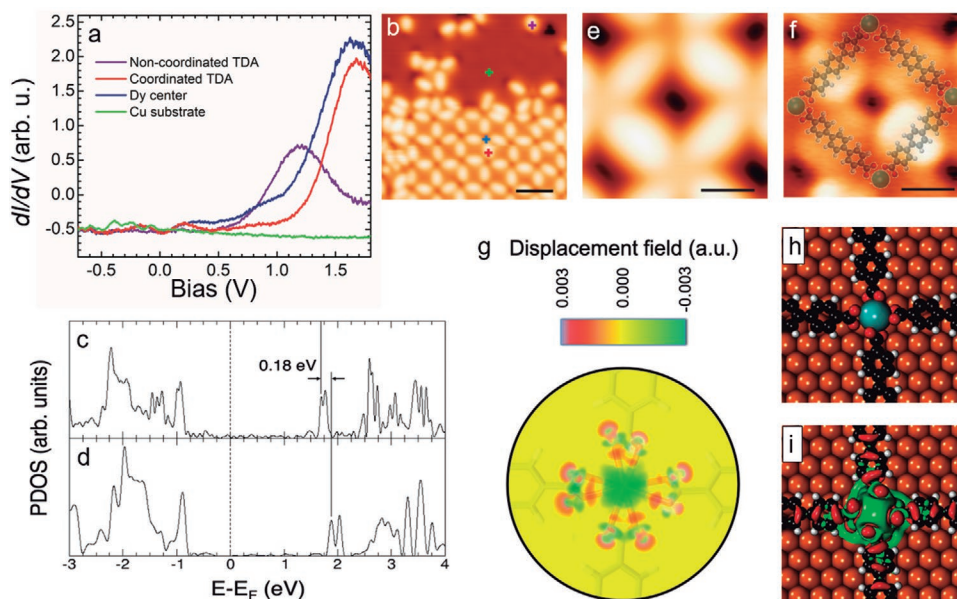 a
Non-coordinated TDA
Coordinated TDA
Dy center
Cu substrate
2.5
2.0
1.5
1.0
0.5
0.0
-0.5
dI/dV (arb. u.)
-0.5 0.0 0.5 1.0 1.5
Bias (V)
b
e
f
c
0.18 eV
d
PDOS (arb. units)
-3 -2 -1 0 1 2 3 4
E-E_F (eV)
g Displacement field (a.u.)
0.003 0.000 -0.003
h
i